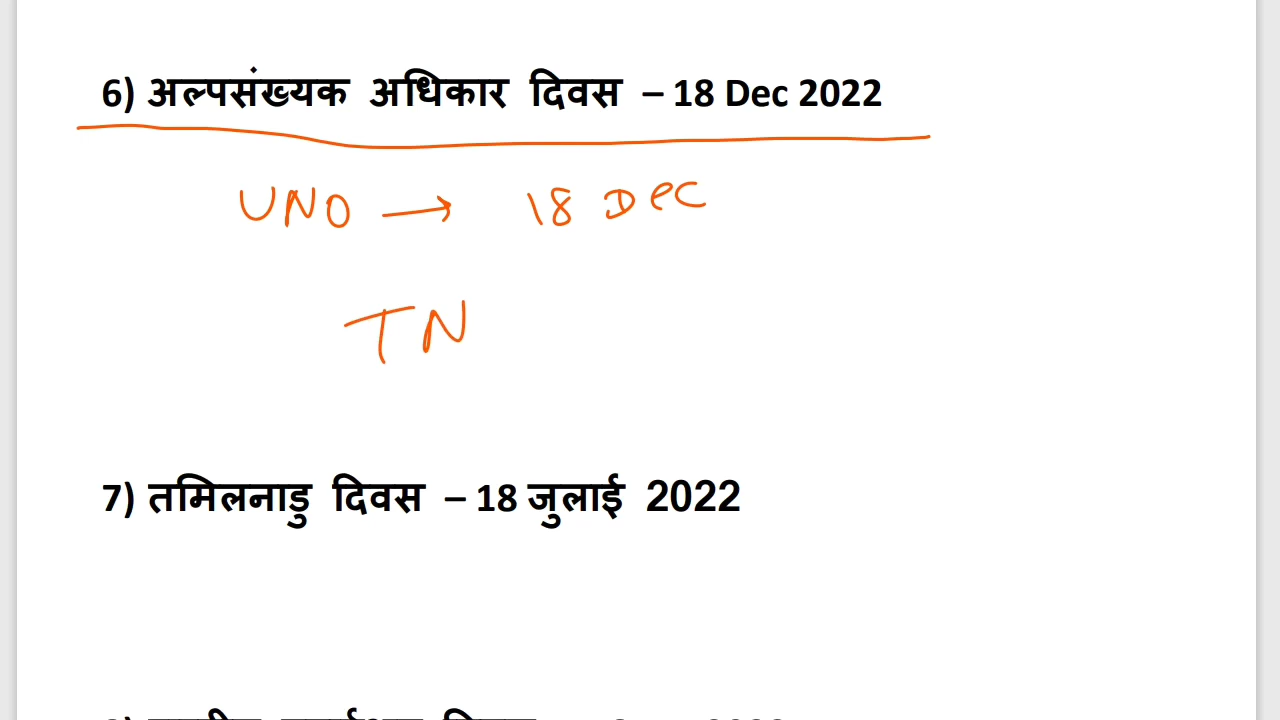 6) अल्पसंख्यक अधिकार दिवस – 18 Dec 2022
UNO → 18 Dec
TN
7) तमिलनाडु दिवस – 18 जुलाई 2022